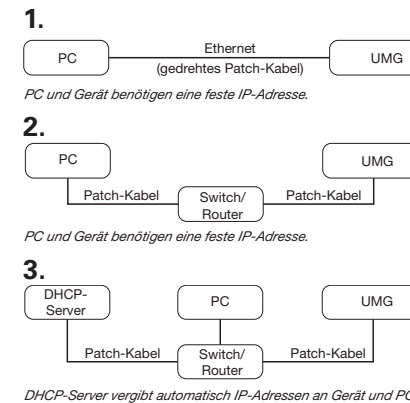 1.
PC
Ethernet
(gedrehtes Patch-Kabel)
UMG
PC und Gerät benötigen eine feste IP-Adresse.
2.
PC
UMG
Patch-Kabel
Switch/
Router
Patch-Kabel
PC und Gerät benötigen eine feste IP-Adresse.
3.
DHCP-
Server
PC
UMG
Patch-Kabel
Switch/
Router
Patch-Kabel
DHCP-Server vergibt automatisch IP-Adressen an Gerät und PC